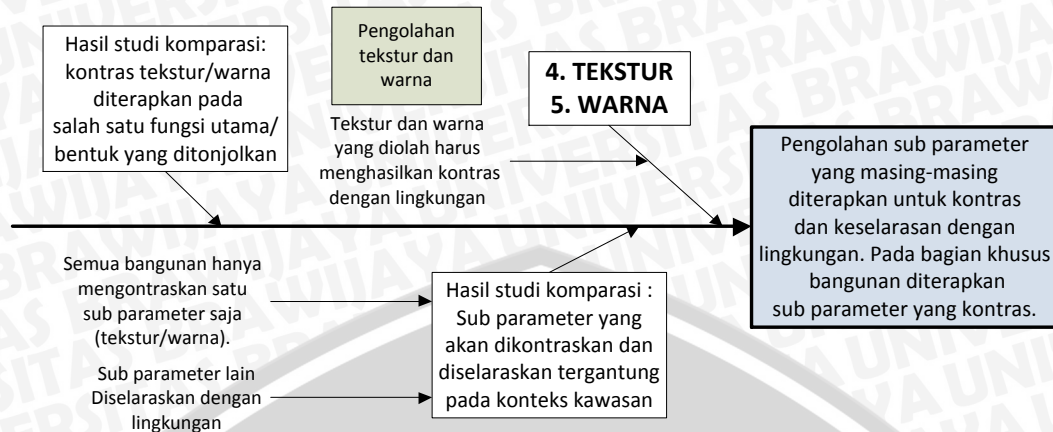 Hasil studi komparasi:
kontras tekstur/warna
diterapkan pada
salah satu fungsi utama/
bentuk yang ditonjolkan
Pengolahan
tekstur dan
warna
Tekstur dan warna
yang diolah harus
menghasilkan kontras
dengan lingkungan
4. TEKSTUR
5. WARNA
Pengolahan sub parameter
yang masing-masing
diterapkan untuk kontras
dan keselarasan dengan
lingkungan. Pada bagian khusus
bangunan diterapkan
sub parameter yang kontras.
Semua bangunan hanya
mengontraskan satu
sub parameter saja
(tekstur/warna).
Sub parameter lain
Diselaraskan dengan
lingkungan
Hasil studi komparasi :
Sub parameter yang
akan dikontraskan dan
diselaraskan tergantung
pada konteks kawasan